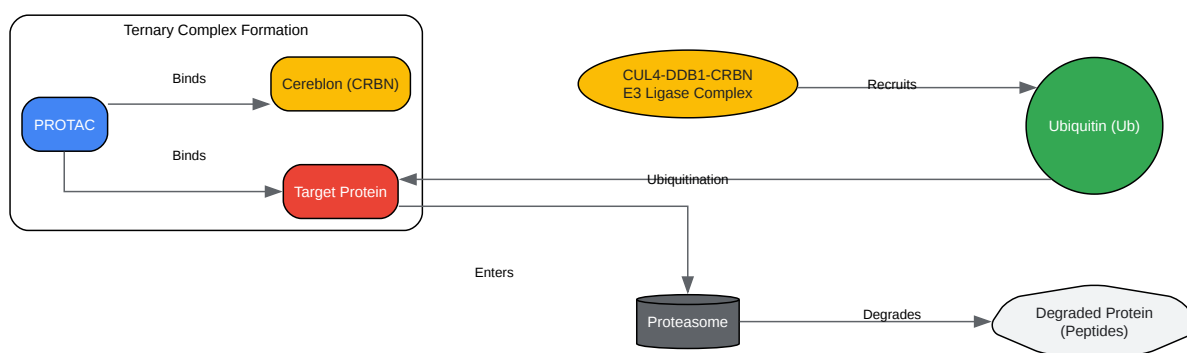 Ternary Complex Formation
Binds
Cereblon (CRBN)
PROTAC
Binds
Target Protein
CUL4-DDB1-CRBN
E3 Ligase Complex
Recruits
Ubiquitin (Ub)
Ubiquitination
Enters
Proteasome
Degrades
Degraded Protein
(Peptides)